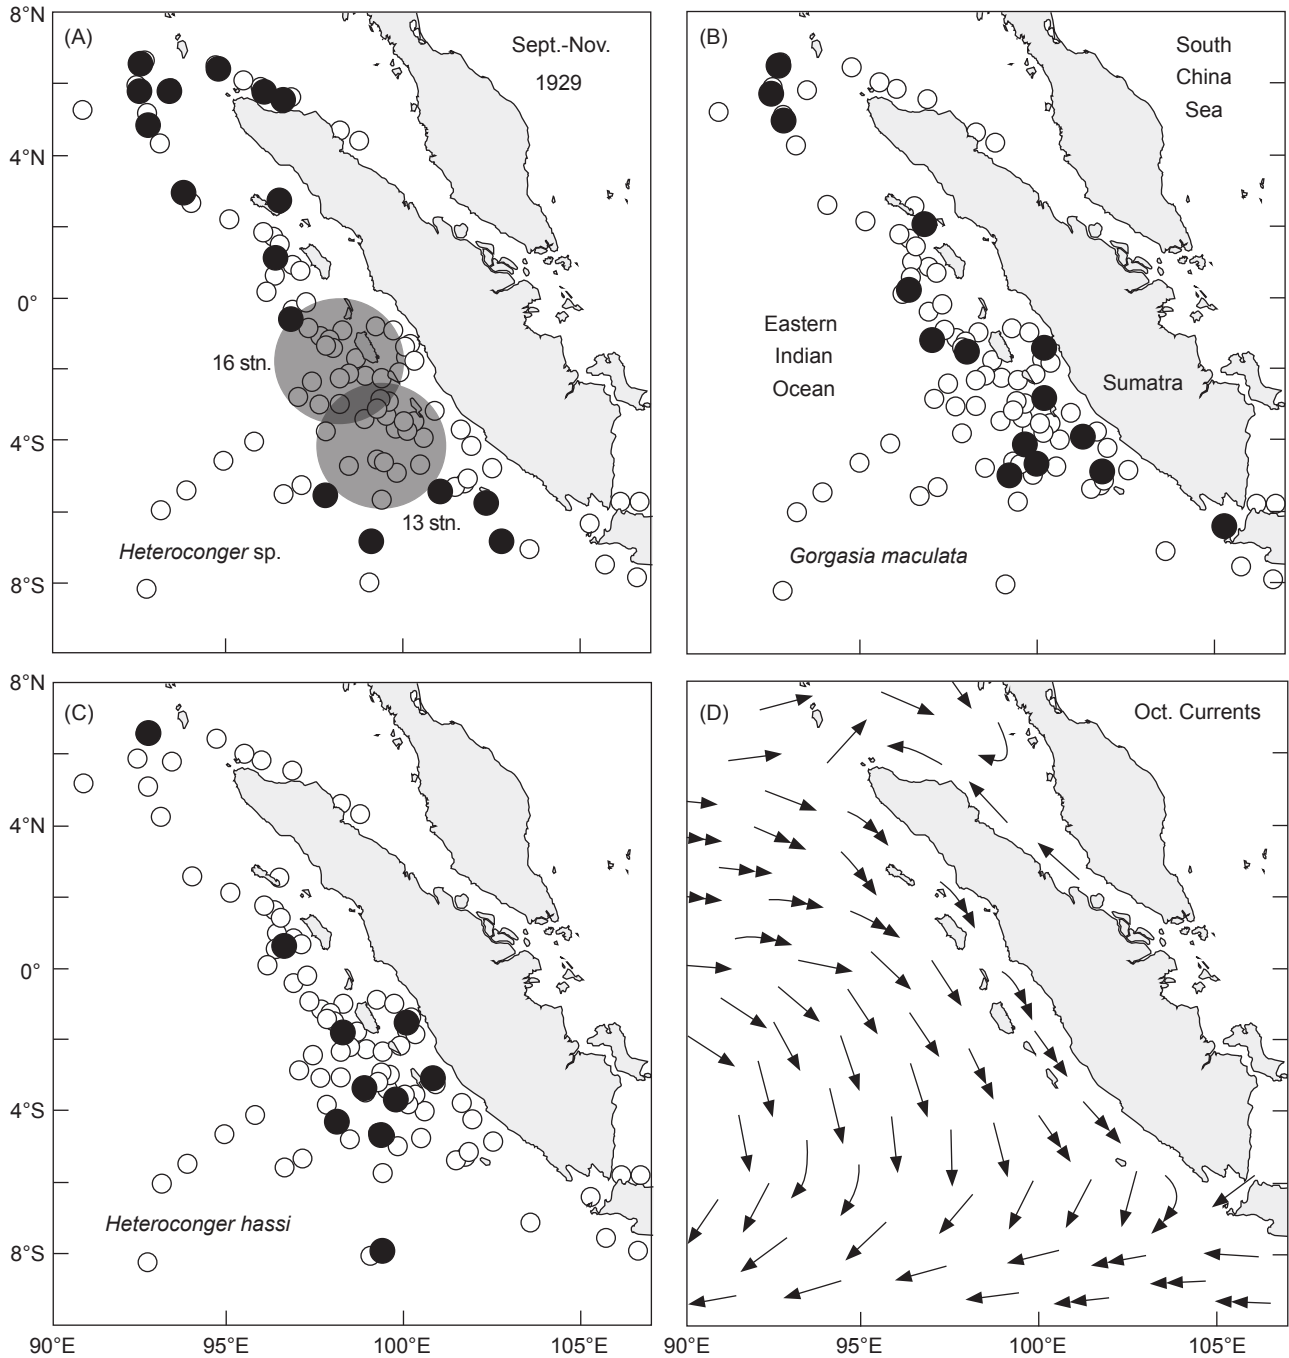 8°N
(A)
Sept.-Nov.
1929
4°N
0°
16 stn.
4°S
13 stn.
Heteroconger sp.
8°S
(B)
South
China
Sea
Eastern
Indian
Ocean
Sumatra
Gorgasia maculata
8°N
(C)
4°N
0°
4°S
Heteroconger hassi
8°S
90°E
95°E
100°E
105°E
(D)
Oct. Currents
90°E
95°E
100°E
105°E